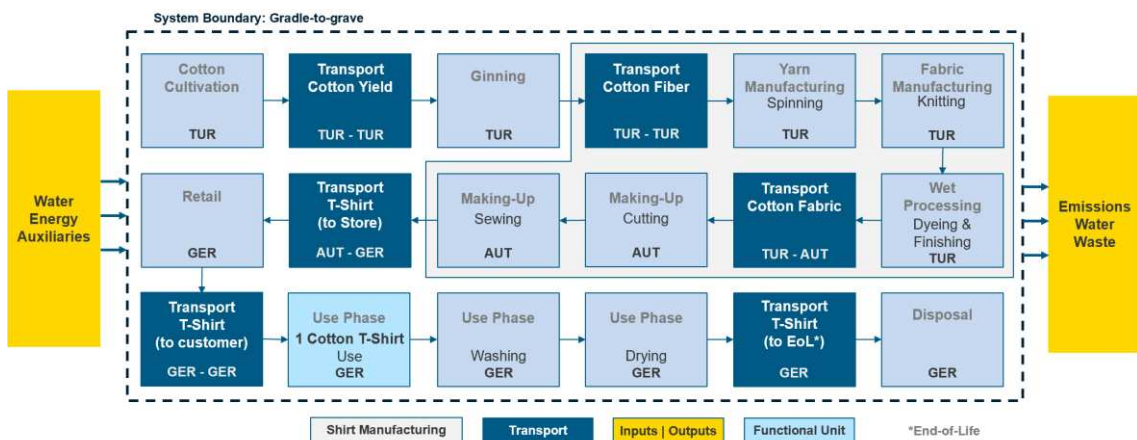 System Boundary: Gradle-to-grave
Water
Energy
Auxiliaries
Cotton
Cultivation
TUR
Transport
Cotton Yield
TUR - TUR
Ginning
TUR
Transport
Cotton Fiber
TUR - TUR
Yarn
Manufacturing
Spinning
TUR
Fabric
Manufacturing
Knitting
TUR
Retail
GER
Transport
T-Shirt
(to Store)
AUT - GER
Making-Up
Sewing
AUT
Making-Up
Cutting
AUT
Transport
Cotton Fabric
TUR - AUT
Wet
Processing
Dyeing &
Finishing
TUR
Transport
T-Shirt
(to customer)
GER - GER
Use Phase
1 Cotton T-Shirt
Use
GER
Use Phase
Washing
GER
Use Phase
Drying
GER
Transport
T-Shirt
(to EoL*)
GER
Disposal
GER
Emissions
Water
Waste
Shirt Manufacturing
Transport
Inputs | Outputs
Functional Unit
*End-of-Life